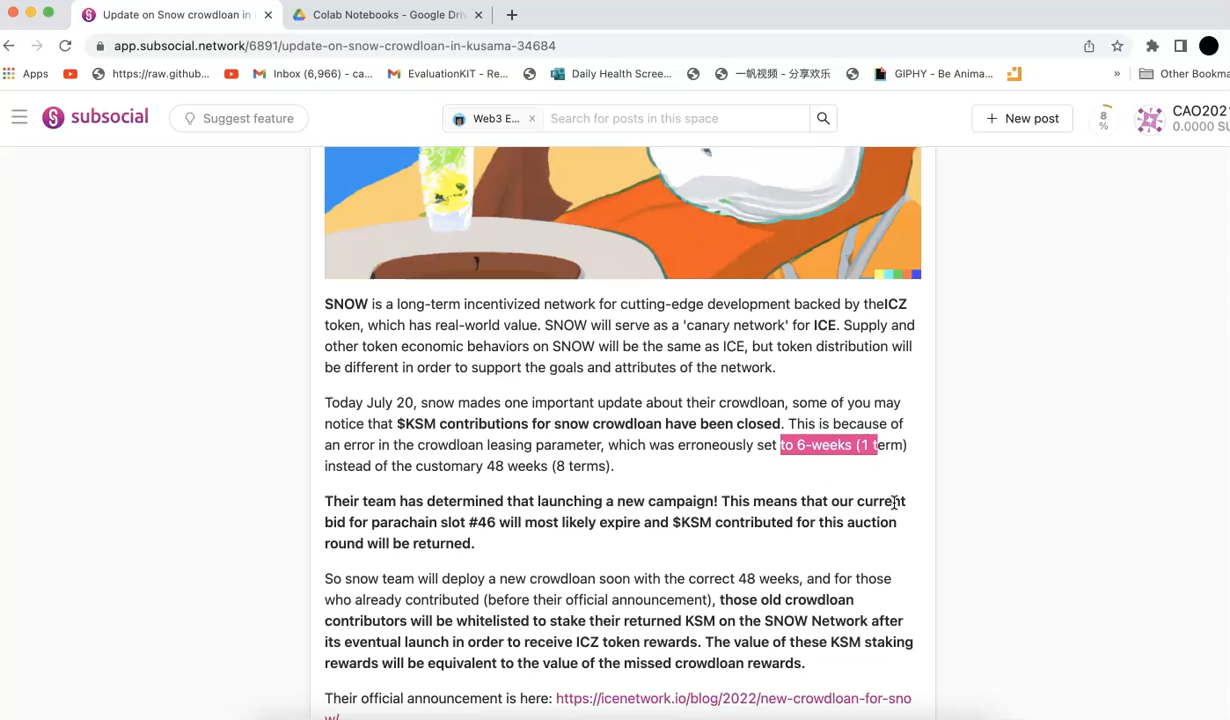 Update on Snow crowdloan in
Colab Notebooks - Google Driv
app.subsocial.network/6891/update-on-snow-crowdloan-in-kusama-34684
Apps
https://raw.github...
Inbox (6,966) - ca...
EvaluationKIT - Re...
Daily Health Scree...
一帆视频 - 分享欢乐
GIPHY - Be Anima...
»
Other Bookma
subsocial
Suggest feature
Web3 E... ×
Search for posts in this space
+ New post
8
%
CAO202
0.0000 SU
SNOW is a long-term incentivized network for cutting-edge development backed by theICZ
token, which has real-world value. SNOW will serve as a 'canary network' for ICE. Supply and
other token economic behaviors on SNOW will be the same as ICE, but token distribution will
be different in order to support the goals and attributes of the network.
Today July 20, snow mades one important update about their crowdloan, some of you may
notice that $KSM contributions for snow crowdloan have been closed. This is because of
an error in the crowdloan leasing parameter, which was erroneously set to 6-weeks (1 term)
instead of the customary 48 weeks (8 terms).
Their team has determined that launching a new campaign! This means that our current
bid for parachain slot #46 will most likely expire and $KSM contributed for this auction
round will be returned.
So snow team will deploy a new crowdloan soon with the correct 48 weeks, and for those
who already contributed (before their official announcement), those old crowdloan
contributors will be whitelisted to stake their returned KSM on the SNOW Network after
its eventual launch in order to receive ICZ token rewards. The value of these KSM staking
rewards will be equivalent to the value of the missed crowdloan rewards.
Their official announcement is here: https://icenetwork.io/blog/2022/new-crowdloan-for-sno
w/